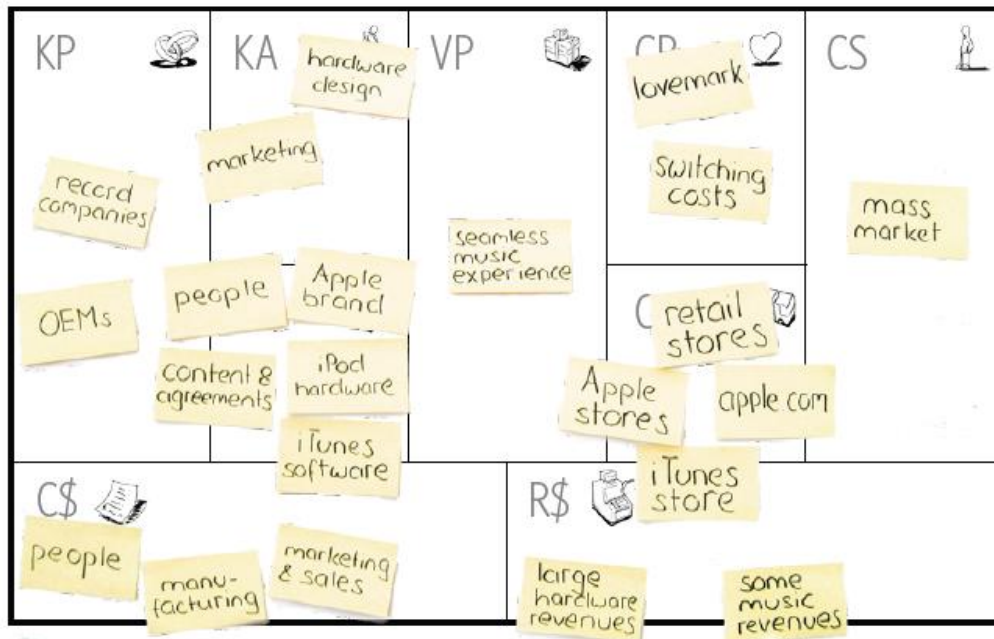 KP
record
companies
OEMs
KA
hardware
design
marketing
people
Apple
brand
content &
agreements
iPod
hardware
iTunes
software
VP
seamless
music
experience
CR
lovemark
switching
costs
C
retail
stores
Apple
stores
apple.com
iTunes
store
CS
mass
market
C$
people
manu-
facturing
marketing
& sales
R$
large
hardware
revenues
some
music
revenues